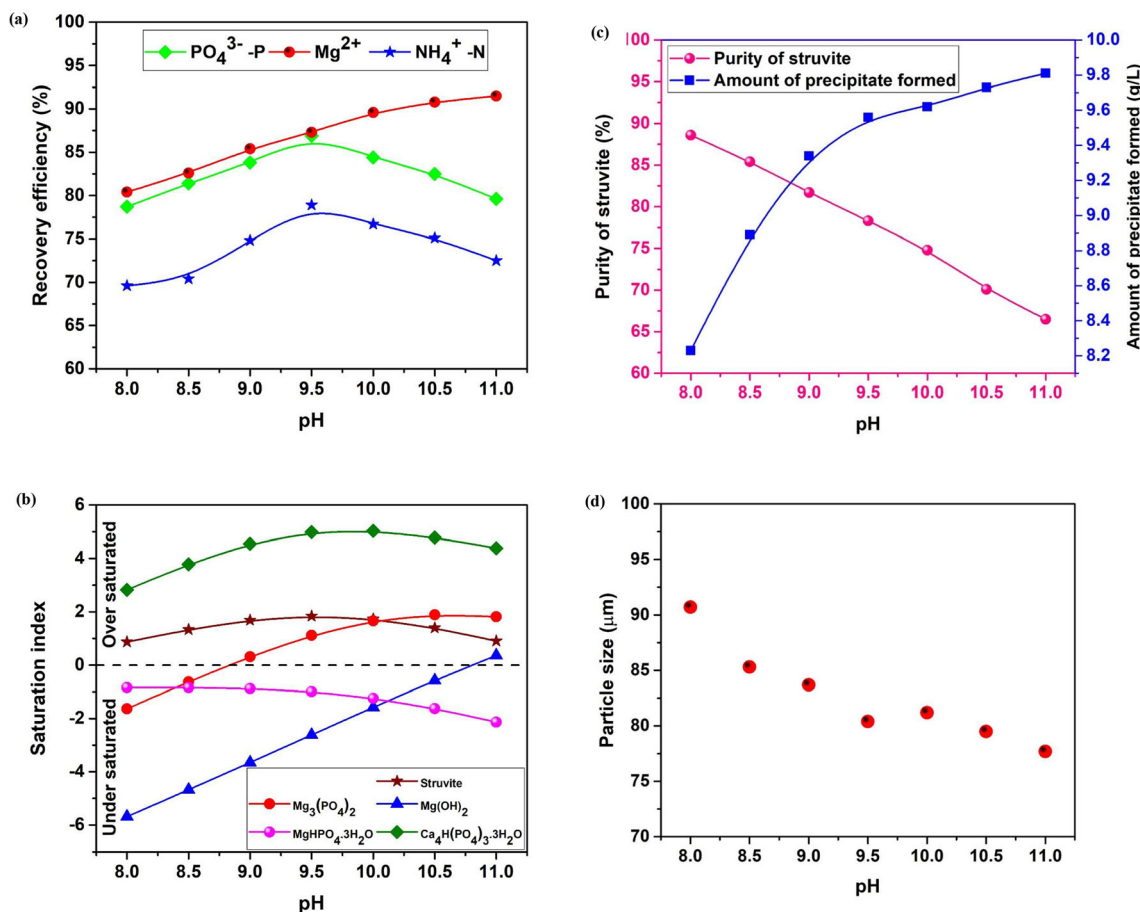 (a)
100
95
90
85
80
75
70
65
60
Recovery efficiency (%)
PO₄³⁻ -P Mg²⁺ NH₄⁺ -N
8.0 8.5 9.0 9.5 10.0 10.5 11.0
pH
(c)
100
95
90
85
80
75
70
65
60
Purity of struvite (%)
Purity of struvite
Amount of precipitate formed
10.0
9.8
9.6
9.4
9.2
9.0
8.8
8.6
8.4
8.2
Amount of precipitate formed (g/L)
8.0 8.5 9.0 9.5 10.0 10.5 11.0
pH
(b)
6
4
2
0
-2
-4
-6
Saturation index
Over saturated
Under saturated
Struvite
Mg₃(PO₄)₂ Mg(OH)₂
MgHPO₄.3H₂O Ca₄H(PO₄)₃.3H₂O
8.0 8.5 9.0 9.5 10.0 10.5 11.0
pH
(d)
100
95
90
85
80
75
70
Particle size (μm)
8.0 8.5 9.0 9.5 10.0 10.5 11.0
pH